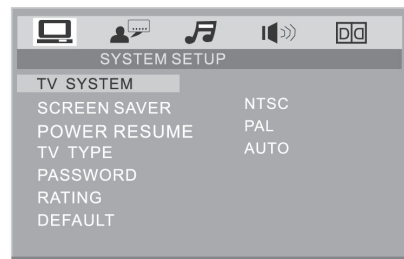 SYSTEM SETUP
TV SYSTEM
SCREEN SAVER
NTSC
POWER RESUME
PAL
TV TYPE
AUTO
PASSWORD
RATING
DEFAULT